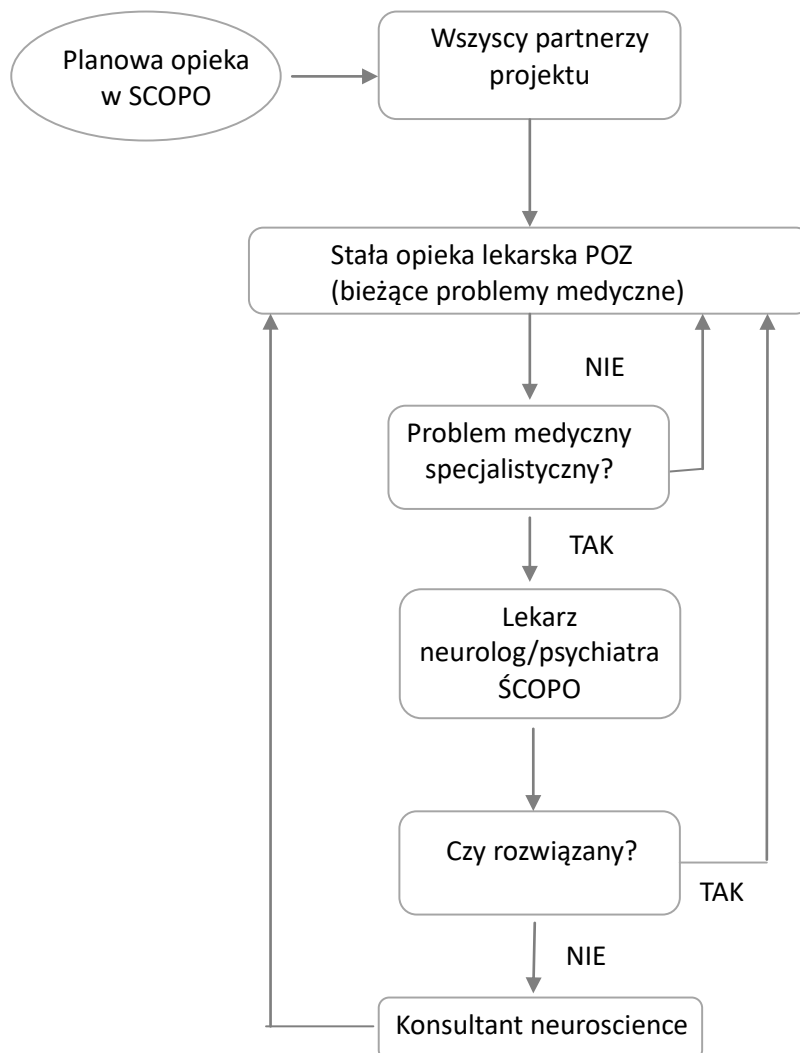 Planowa opieka
w SCOPO
Wszyscy partnerzy
projektu
Stała opieka lekarska POZ
(bieżące problemy medyczne)
NIE
Problem medyczny
specjalistyczny?
TAK
Lekarz
neurolog/psychiatra
ŚCOPO
Czy rozwiązany?
TAK
NIE
Konsultant neuroscience